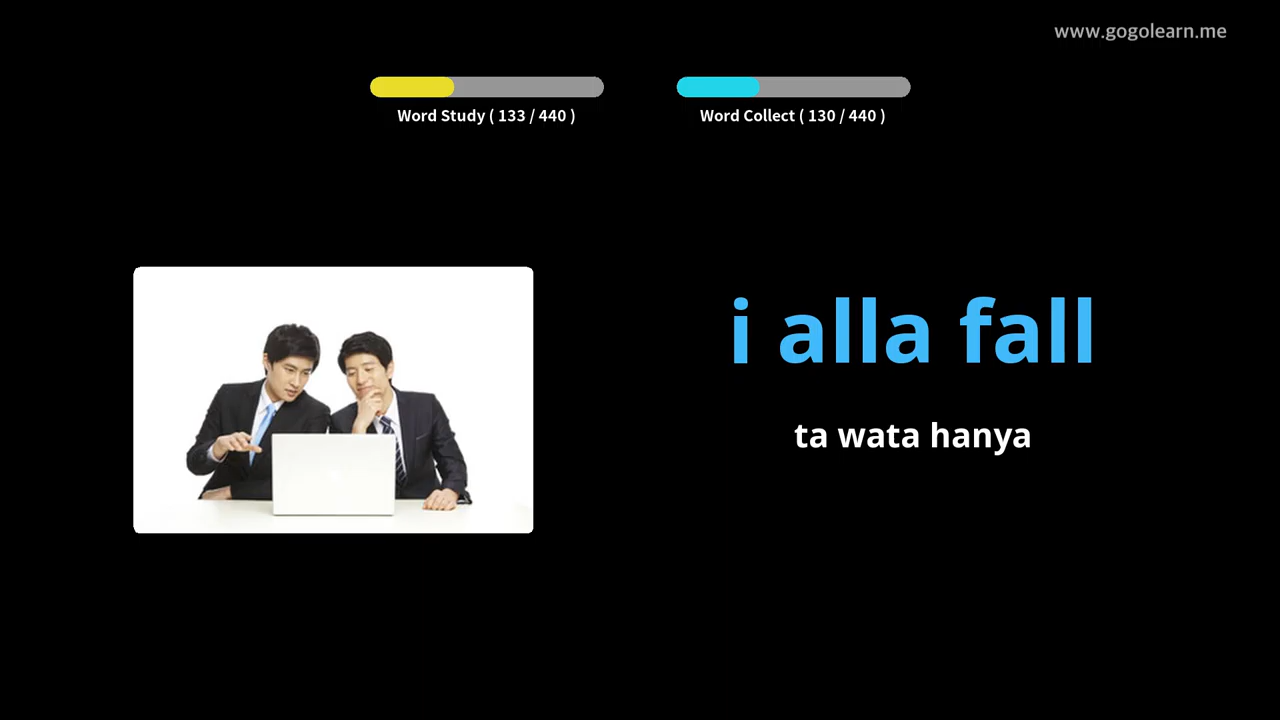 www.gogolearn.me
Word Study ( 133 / 440 )
Word Collect ( 130 / 440 )
i alla fall
ta wata hanya